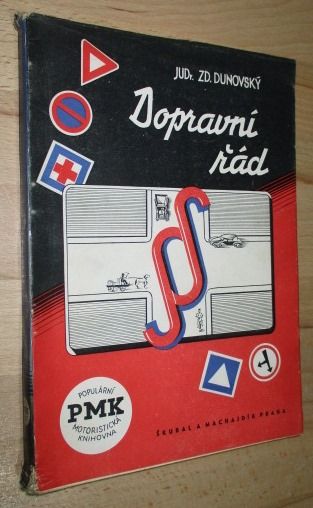 JUDr. ZD. DUNOVSKÝ
Dopravní
řád
§
POPULÁRNÍ
PMK
MOTORISTICKÁ
KNIHOVNA
ŠKUBAL A MACHAJDÍK PRAHA